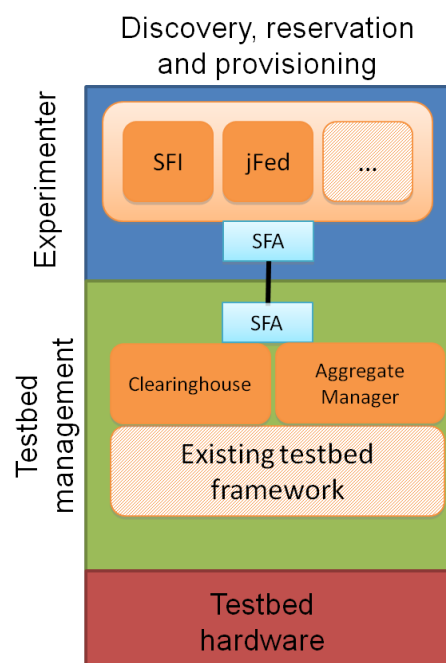 Discovery, reservation
and provisioning
Experimenter
SFI
jFed
...
SFA
SFA
Testbed
management
Clearinghouse
Aggregate
Manager
Existing testbed
framework
Testbed
hardware